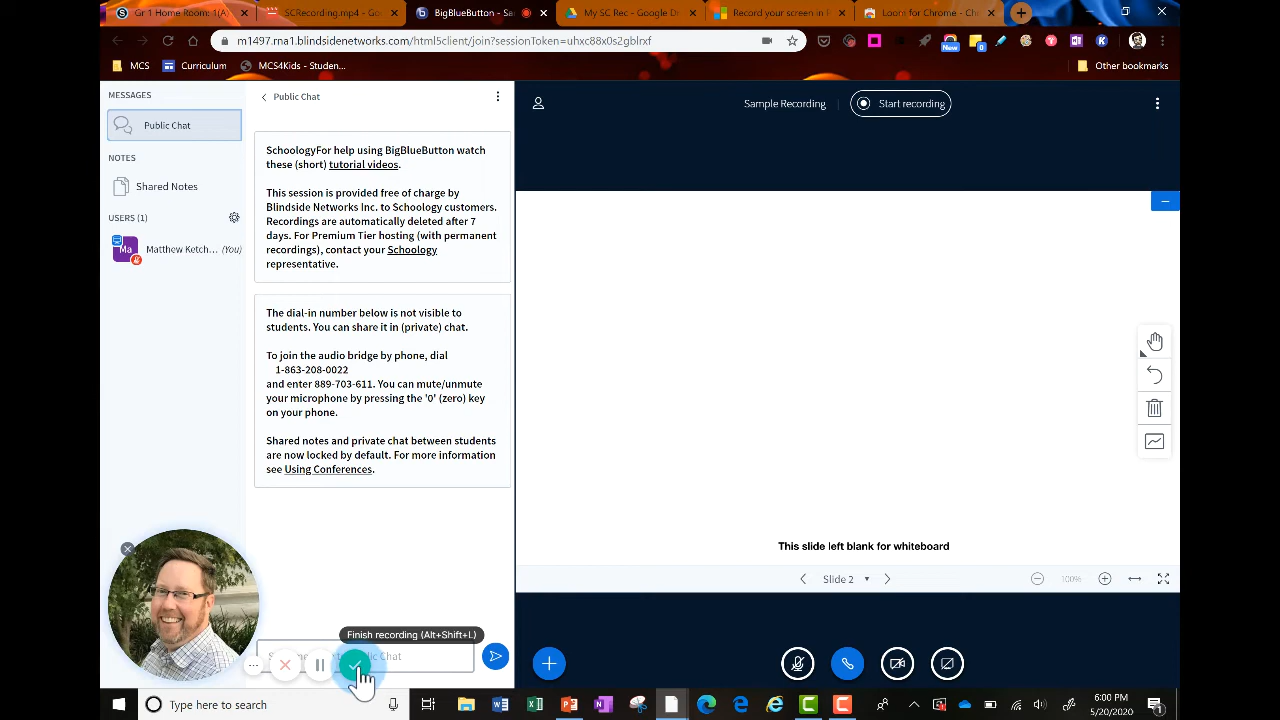 Gr 1 Home Room: 1(A)
SCRecording.mp4 - Go
BigBlueButton - Sa
My SC Rec - Google D
Record your screen in
Loom for Chrome - Ch
m1497.rna1.blindsidenetworks.com/html5client/join?sessionToken=uhxc88x0s2gblrxf
New
0
MCS
Curriculum
MCS4Kids - Studen...
Other bookmarks
MESSAGES
Public Chat
NOTES
Shared Notes
USERS (1)
Ma
Matthew Ketch... (You)
Public Chat
SchoologyFor help using BigBlueButton watch
these (short) tutorial videos.
This session is provided free of charge by
Blindside Networks Inc. to Schoology customers.
Recordings are automatically deleted after 7
days. For Premium Tier hosting (with permanent
recordings), contact your Schoology
representative.
The dial-in number below is not visible to
students. You can share it in (private) chat.
To join the audio bridge by phone, dial
1-863-208-0022
and enter 889-703-611. You can mute/unmute
your microphone by pressing the '0' (zero) key
on your phone.
Shared notes and private chat between students
are now locked by default. For more information
see Using Conferences.
Finish recording (Alt+Shift+L)
Chat
Sample Recording
Start recording
This slide left blank for whiteboard
Slide 2
100%
Type here to search
6:00 PM
5/20/2020
1